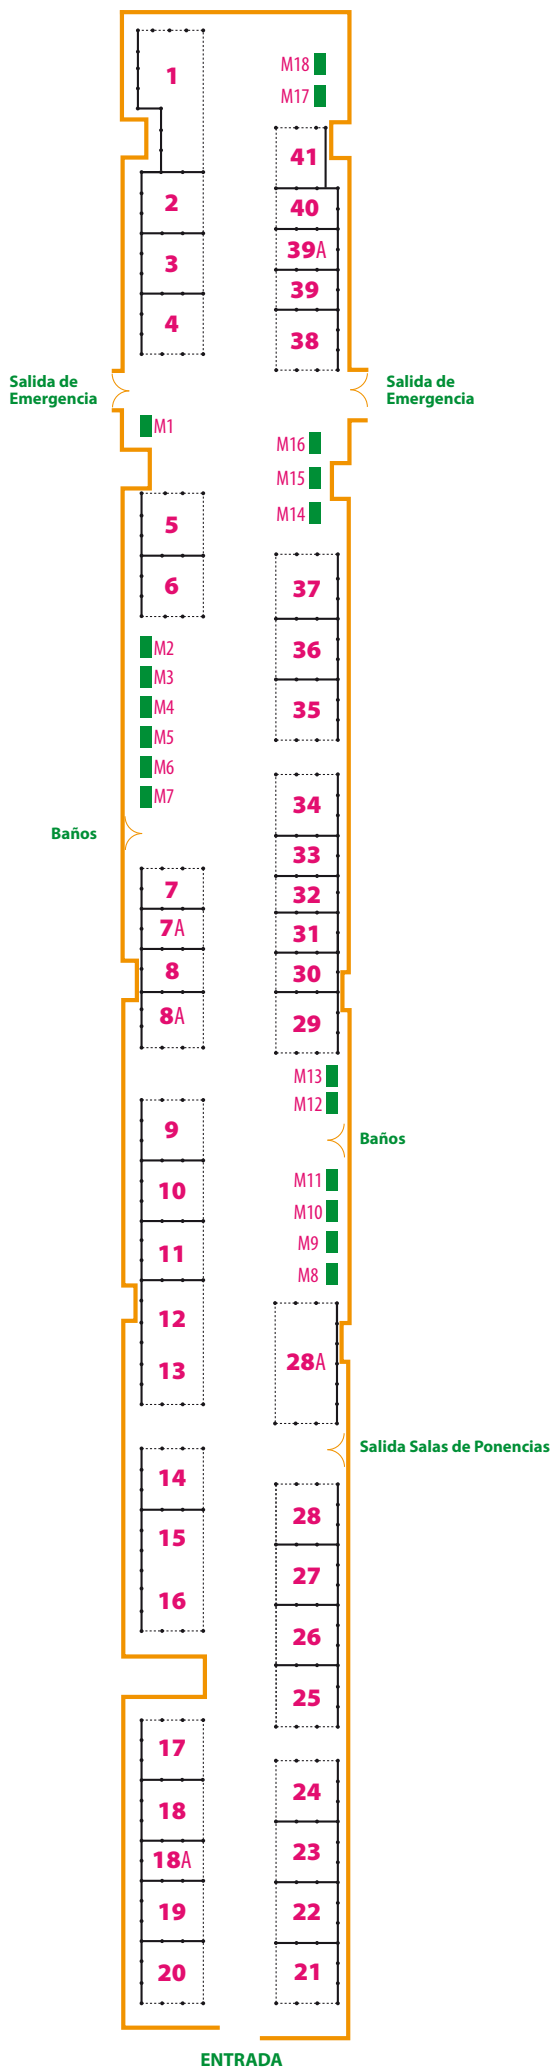 1
M18
M17
41
2
40
39A
3
39
4
38
Salida de
Emergencia
Salida de
Emergencia
M1
M16
M15
M14
5
6
37
36
35
M2
M3
M4
M5
M6
M7
34
Baños
33
7
32
7A
31
8
30
8A
29
M13
M12
9
Baños
10
M11
M10
11
M9
M8
12
28A
13
Salida Salas de Ponencias
14
28
15
27
16
26
25
17
24
18
23
18A
19
22
20
21
ENTRADA